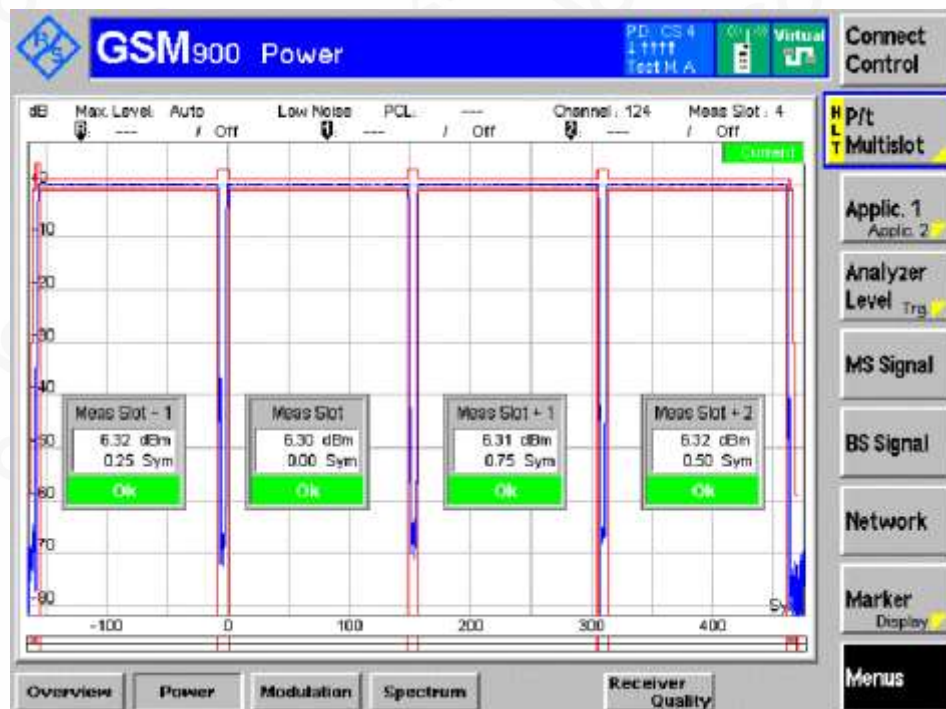 GSM900 Power
P.D. CS 4
Test M. A.
Virtual
Connect Control
dB Max. Level: Auto Low Noise PCL: --- Channel: 124 Meas Slot: 4
--- / Off 1: --- / Off 2: --- / Off
HLT
P/t Multislot
Current
-10
-20
-30
-40
-50
-60
-70
-80
Meas Slot - 1
6.32 dBm
0.25 Sym
Ok
Meas Slot
6.30 dBm
0.00 Sym
Ok
Meas Slot + 1
6.31 dBm
0.75 Sym
Ok
Meas Slot + 2
6.32 dBm
0.50 Sym
Ok
-100 0 100 200 300 400
Applic. 1
Applic. 2
Analyzer Level
Trg.
MS Signal
BS Signal
Network
Marker
Display
Menus
Overview
Power
Modulation
Spectrum
Receiver Quality